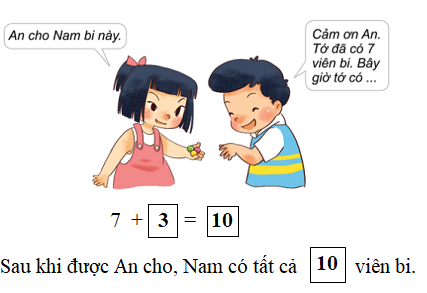 An cho Nam bi này.
Cảm ơn An.
Tớ đã có 7
viên bi. Bây
giờ tớ có ...
7 + 3 = 10
Sau khi được An cho, Nam có tất cả 10 viên bi.